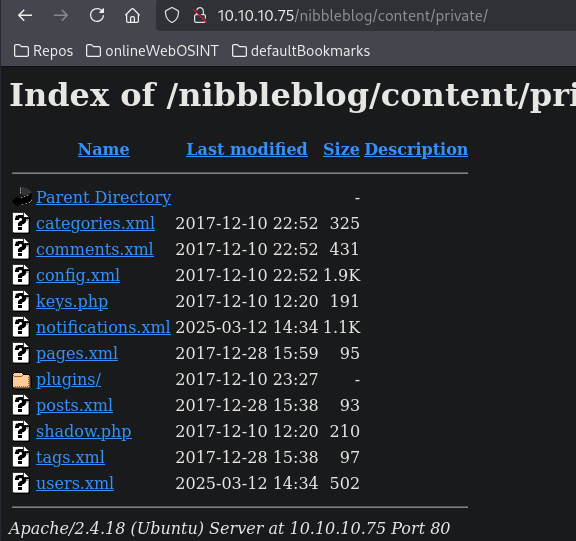 10.10.10.75/nibbleblog/content/private/
Repos onlineWebOSINT defaultBookmarks
Index of /nibbleblog/content/pri
Name Last modified Size Description
Parent Directory -
categories.xml 2017-12-10 22:52 325
comments.xml 2017-12-10 22:52 431
config.xml 2017-12-10 22:52 1.9K
keys.php 2017-12-10 12:20 191
notifications.xml 2025-03-12 14:34 1.1K
pages.xml 2017-12-28 15:59 95
plugins/ 2017-12-10 23:27 -
posts.xml 2017-12-28 15:38 93
shadow.php 2017-12-10 12:20 210
tags.xml 2017-12-28 15:38 97
users.xml 2025-03-12 14:34 502
Apache/2.4.18 (Ubuntu) Server at 10.10.10.75 Port 80